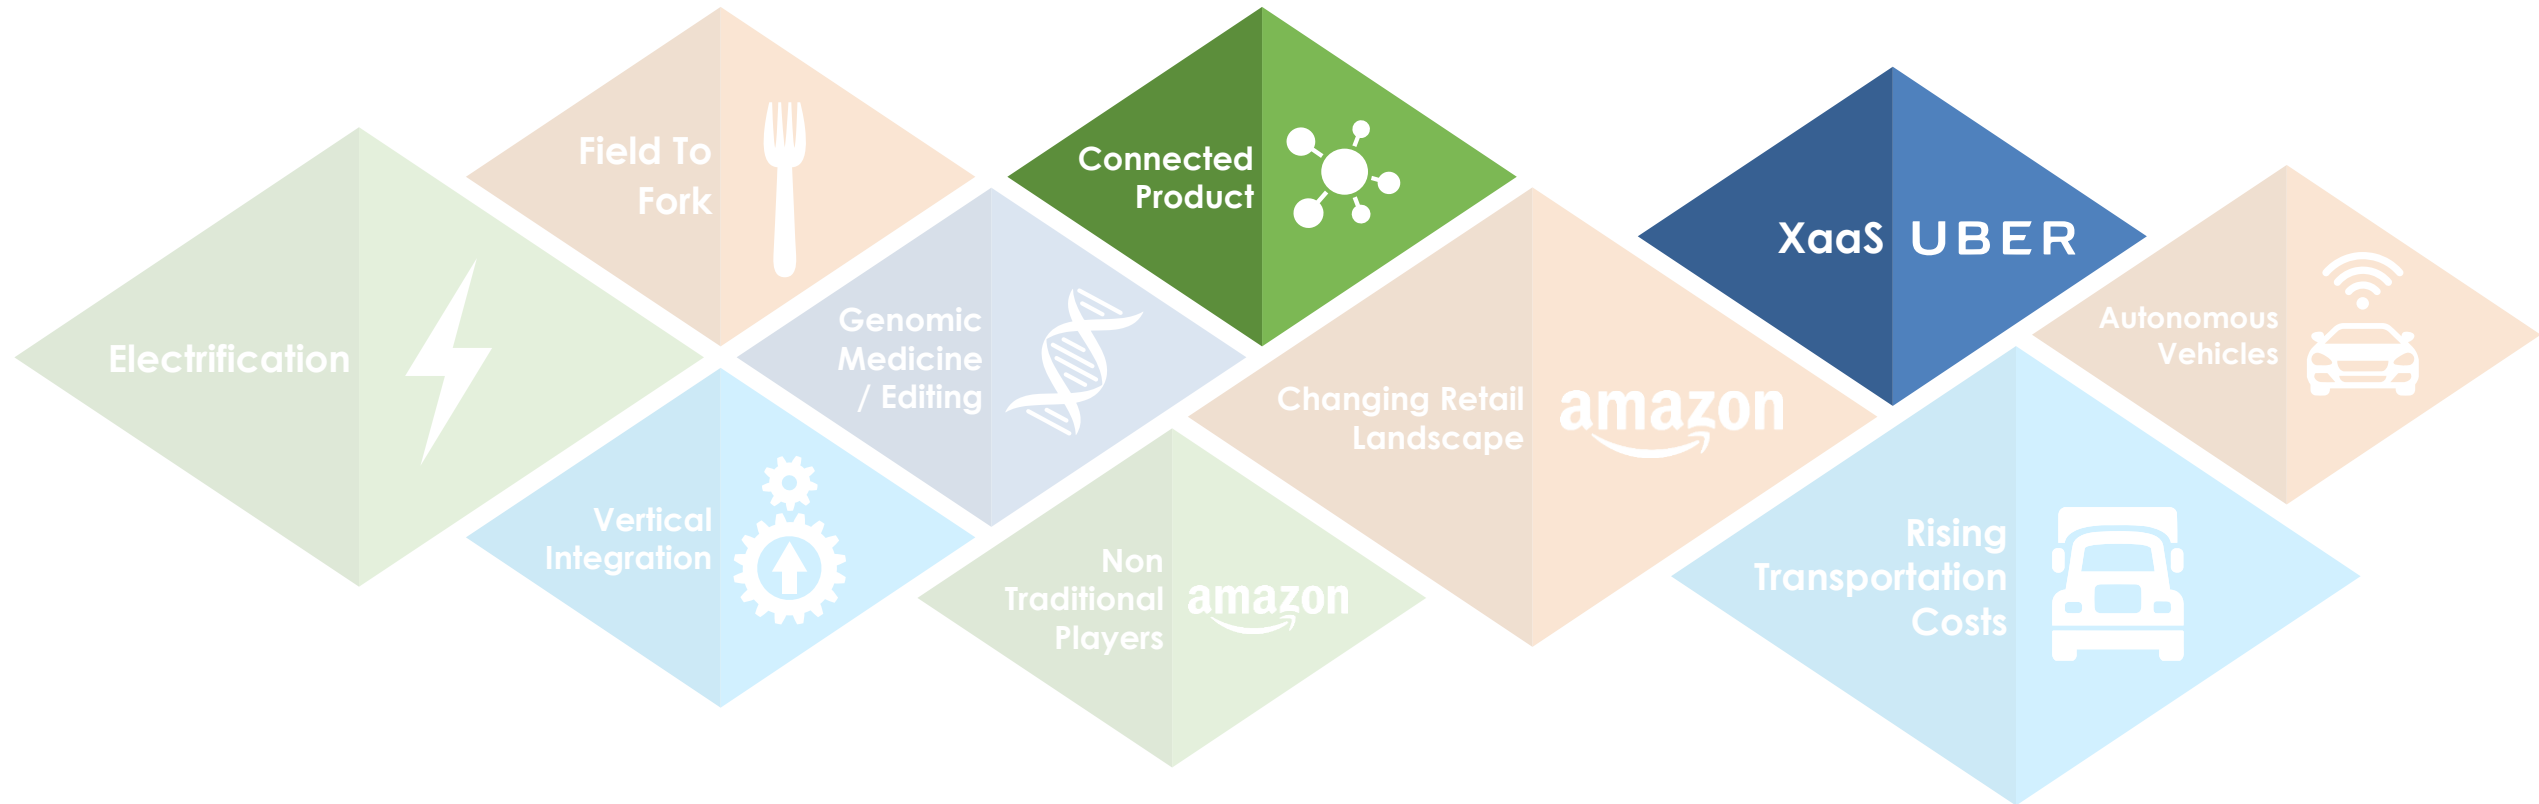 Electrification
Field To
Fork
Vertical
Integration
Genomic
Medicine
/ Editing
Connected
Product
Non
Traditional
Players
amazon
Changing Retail
Landscape
amazon
XaaS
UBER
Rising
Transportation
Costs
Autonomous
Vehicles